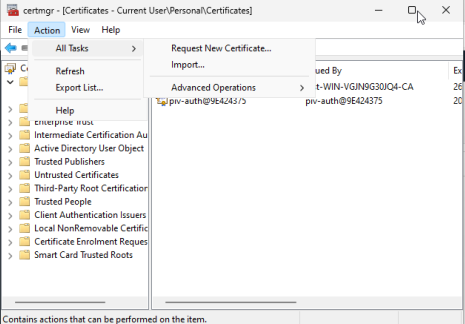 certmgr - [Certificates - Current User\Personal\Certificates]
File Action View Help
All Tasks
Refresh
Export List...
Help
Request New Certificate...
Import...
Advanced Operations
ued By
Ex
t-WIN-VGJN9G30JQ4-CA
26
piv-auth@9E424375
piv-auth@9E424375
20
Enterprise Trust
Intermediate Certification Au
Active Directory User Object
Trusted Publishers
Untrusted Certificates
Third-Party Root Certification
Trusted People
Client Authentication Issuers
Local NonRemovable Certific
Certificate Enrolment Reques
Smart Card Trusted Roots
Contains actions that can be performed on the item.